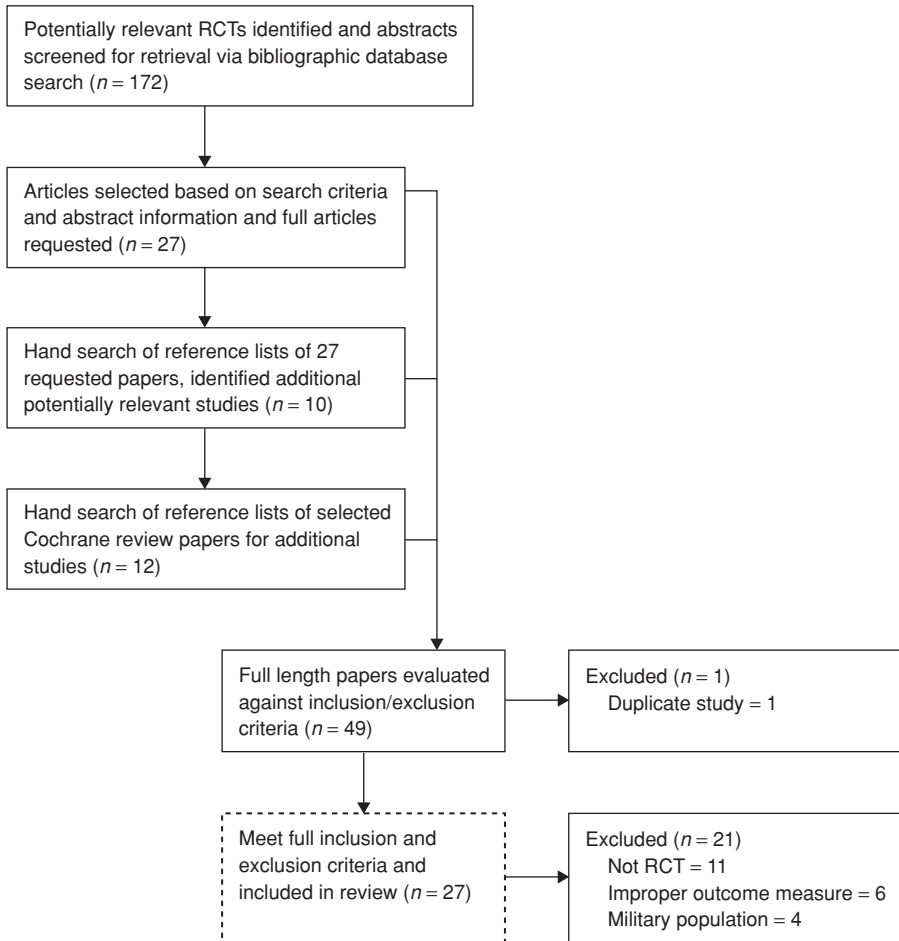 Potentially relevant RCTs identified and abstracts
screened for retrieval via bibliographic database
search (n = 172)
Articles selected based on search criteria
and abstract information and full articles
requested (n = 27)
Hand search of reference lists of 27
requested papers, identified additional
potentially relevant studies (n = 10)
Hand search of reference lists of selected
Cochrane review papers for additional
studies (n = 12)
Full length papers evaluated
against inclusion/exclusion
criteria (n = 49)
Excluded (n = 1)
Duplicate study = 1
Meet full inclusion and
exclusion criteria and
included in review (n = 27)
Excluded (n = 21)
Not RCT = 11
Improper outcome measure = 6
Military population = 4